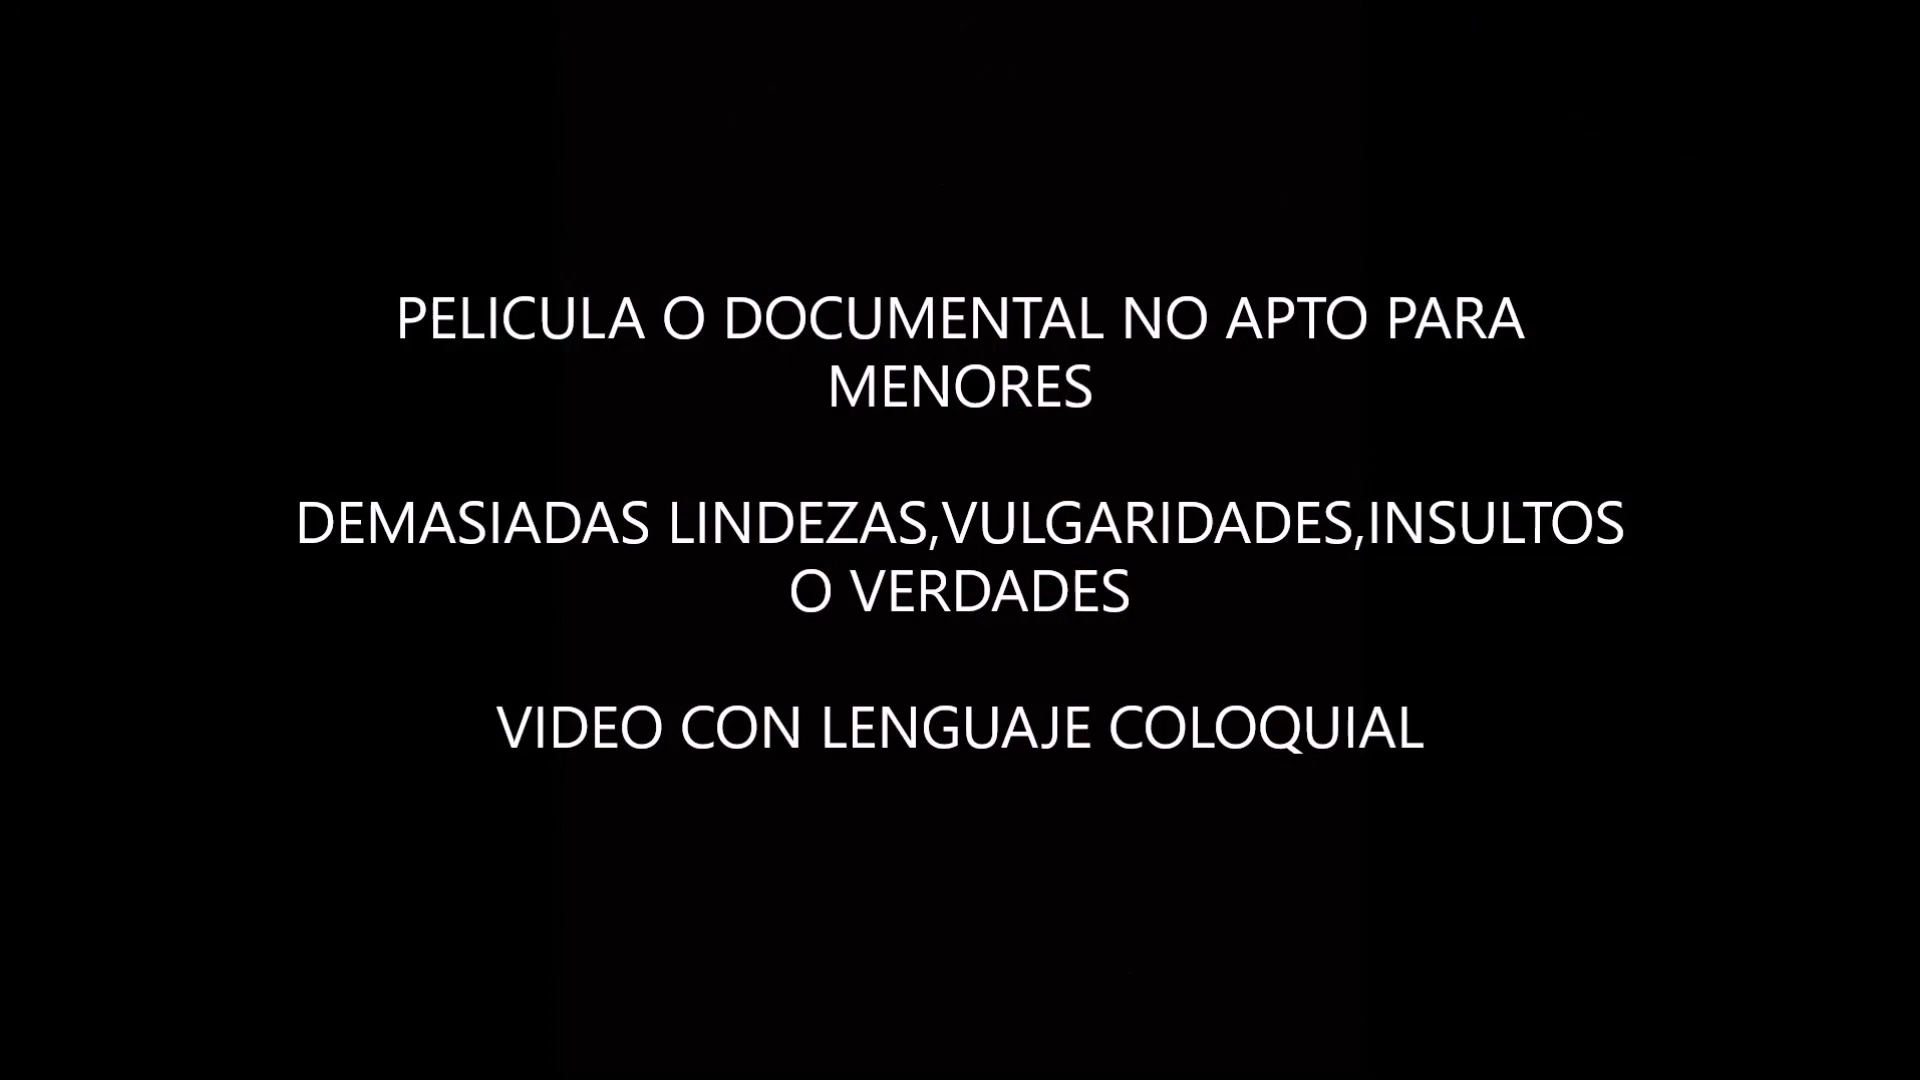 PELICULA O DOCUMENTAL NO APTO PARA
MENORES
DEMASIADAS LINDEZAS,VULGARIDADES,INSULTOS
O VERDADES
VIDEO CON LENGUAJE COLOQUIAL